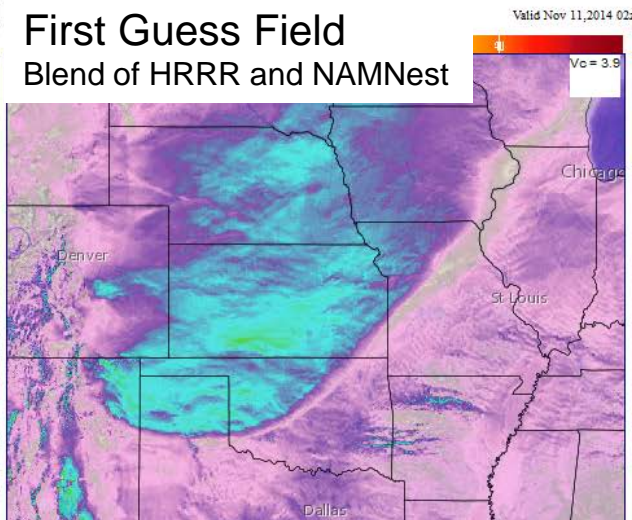 First Guess Field
Blend of HRRR and NAMNest
Valid Nov 11,2014 02
Vc = 3.9
Chicago
Denver
St Louis
Dallas